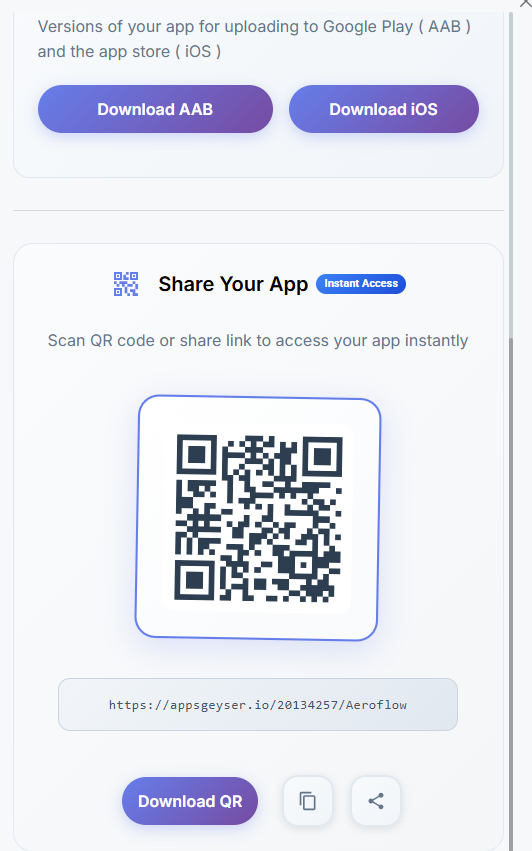 Versions of your app for uploading to Google Play ( AAB )
and the app store ( iOS )
Download AAB
Download iOS
Share Your App
Instant Access
Scan QR code or share link to access your app instantly
https://appsgeyser.io/20134257/Aeroflow
Download QR